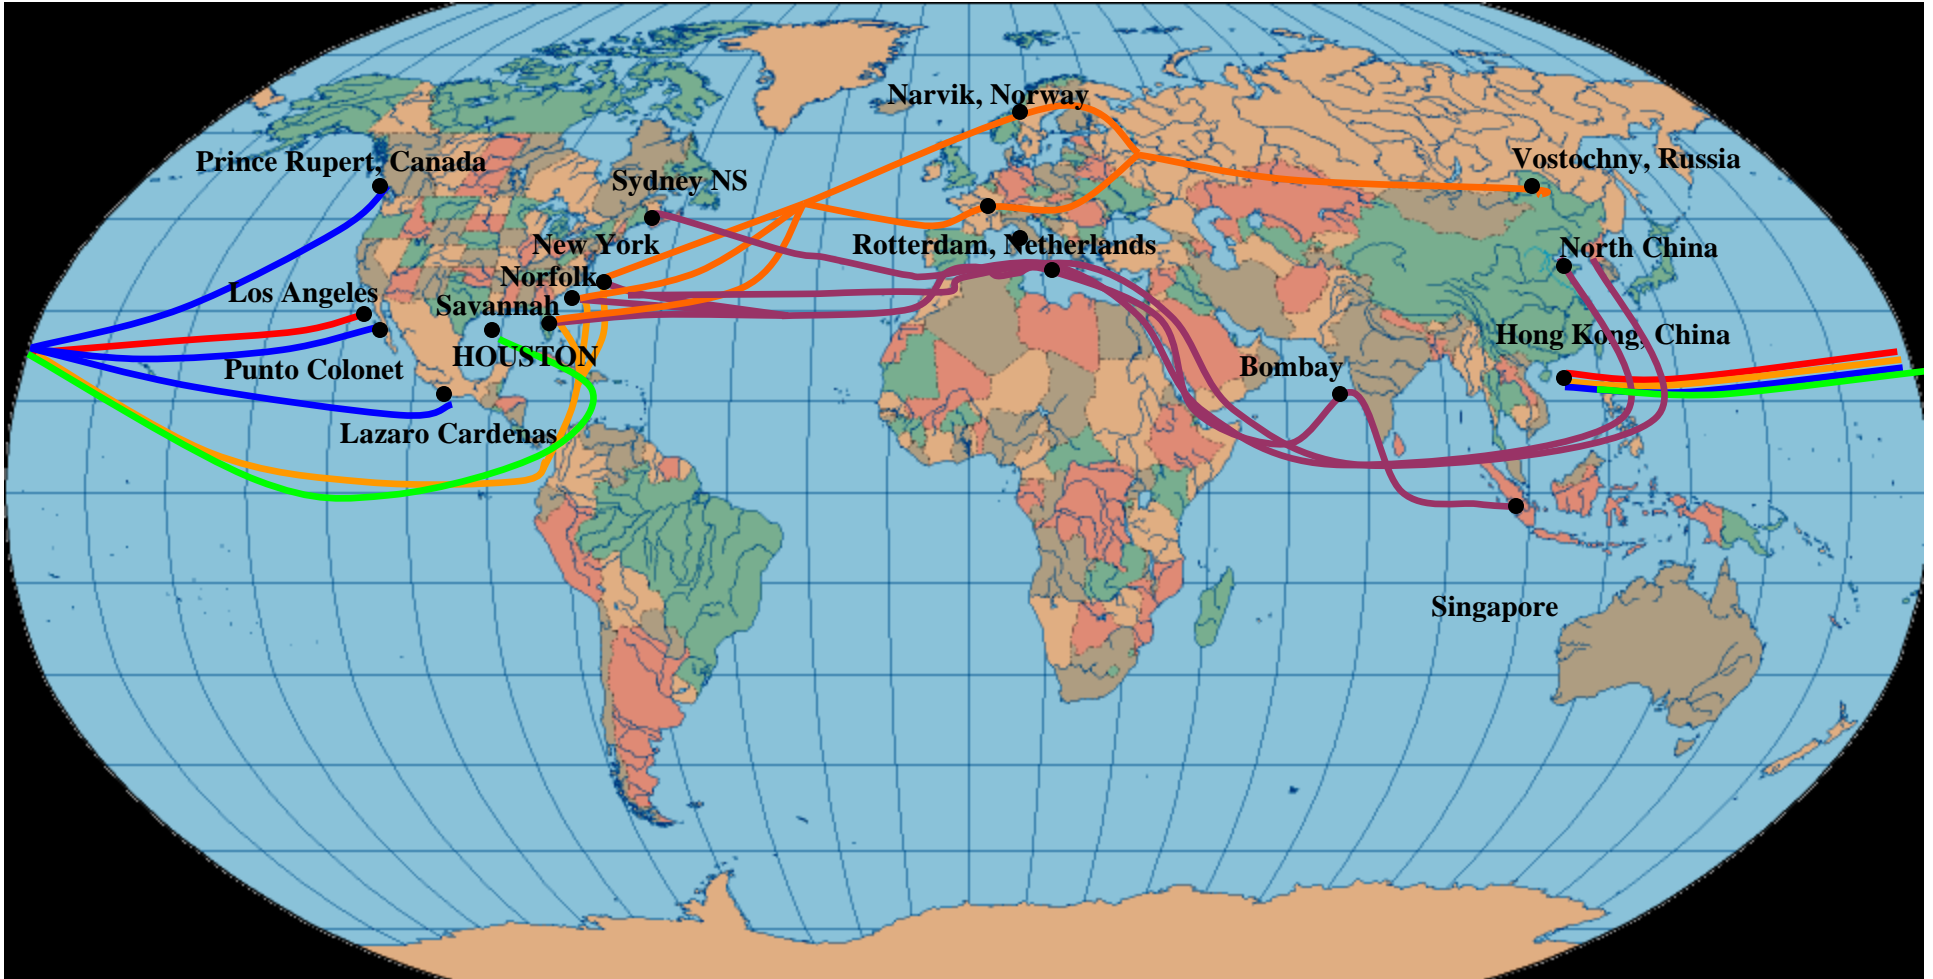 Narvik, Norway
Prince Rupert, Canada
Vostochny, Russia
Sydney NS
New York
Rotterdam, Netherlands
North China
Norfolk
Los Angeles
Savannah
Hong Kong, China
HOUSTON
Punto Colonet
Bombay
Lazaro Cardenas
Singapore